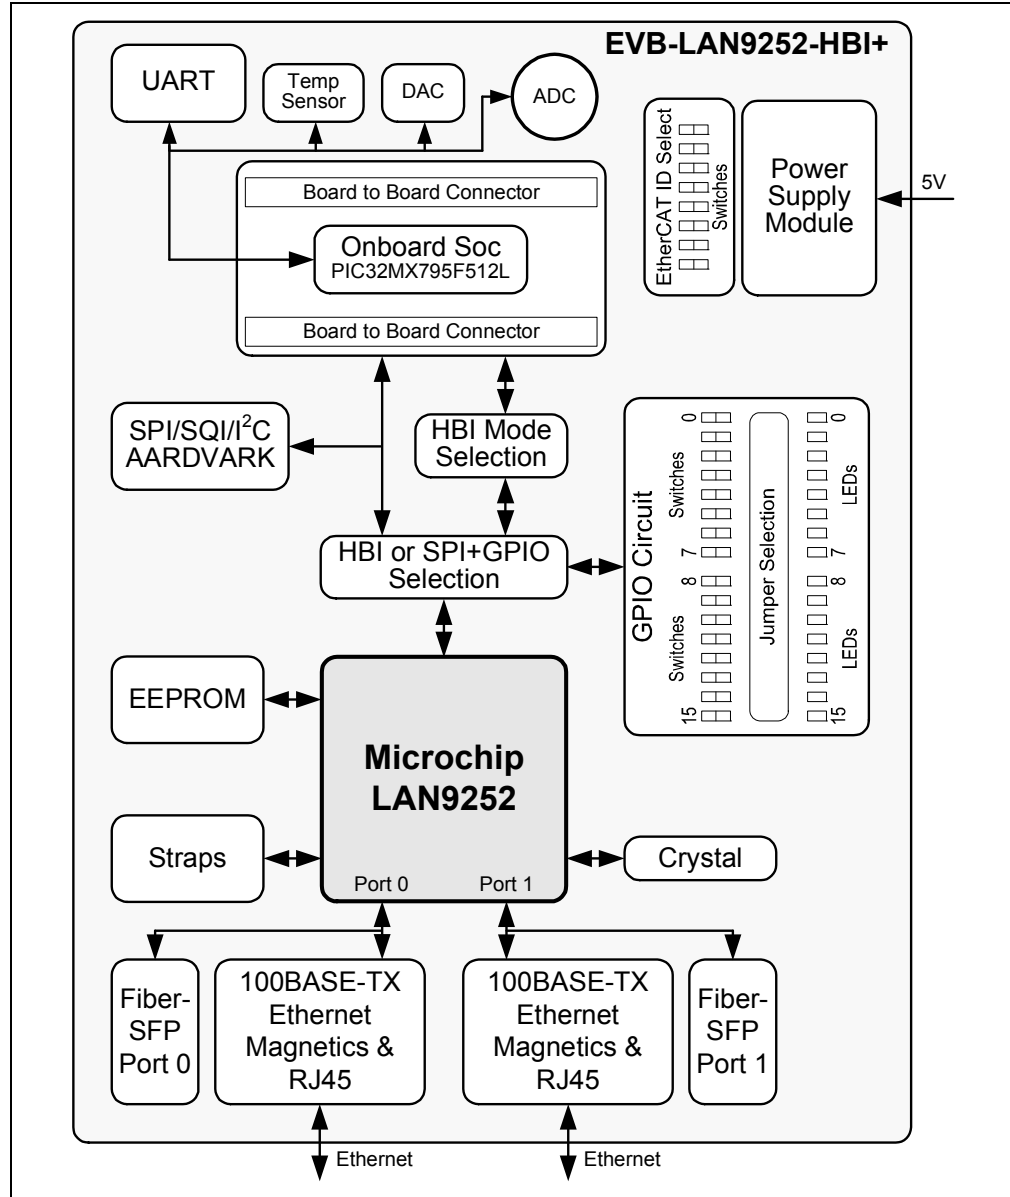 EVB-LAN9252-HBI+
UART
Temp
Sensor
DAC
ADC
EtherCAT ID Select
Switches
Power
Supply
Module
5V
Board to Board Connector
Onboard Soc
PIC32MX795F512L
Board to Board Connector
SPI/SQI/I²C
AARDVARK
HBI Mode
Selection
HBI or SPI+GPIO
Selection
GPIO Circuit
0
Switches
7
8
Switches
15
Jumper Selection
0
LEDs
7
8
LEDs
15
EEPROM
Microchip
LAN9252
Straps
Crystal
Port 0
Port 1
Fiber-
SFP
Port 0
100BASE-TX
Ethernet
Magnetics &
RJ45
100BASE-TX
Ethernet
Magnetics &
RJ45
Fiber-
SFP
Port 1
Ethernet
Ethernet